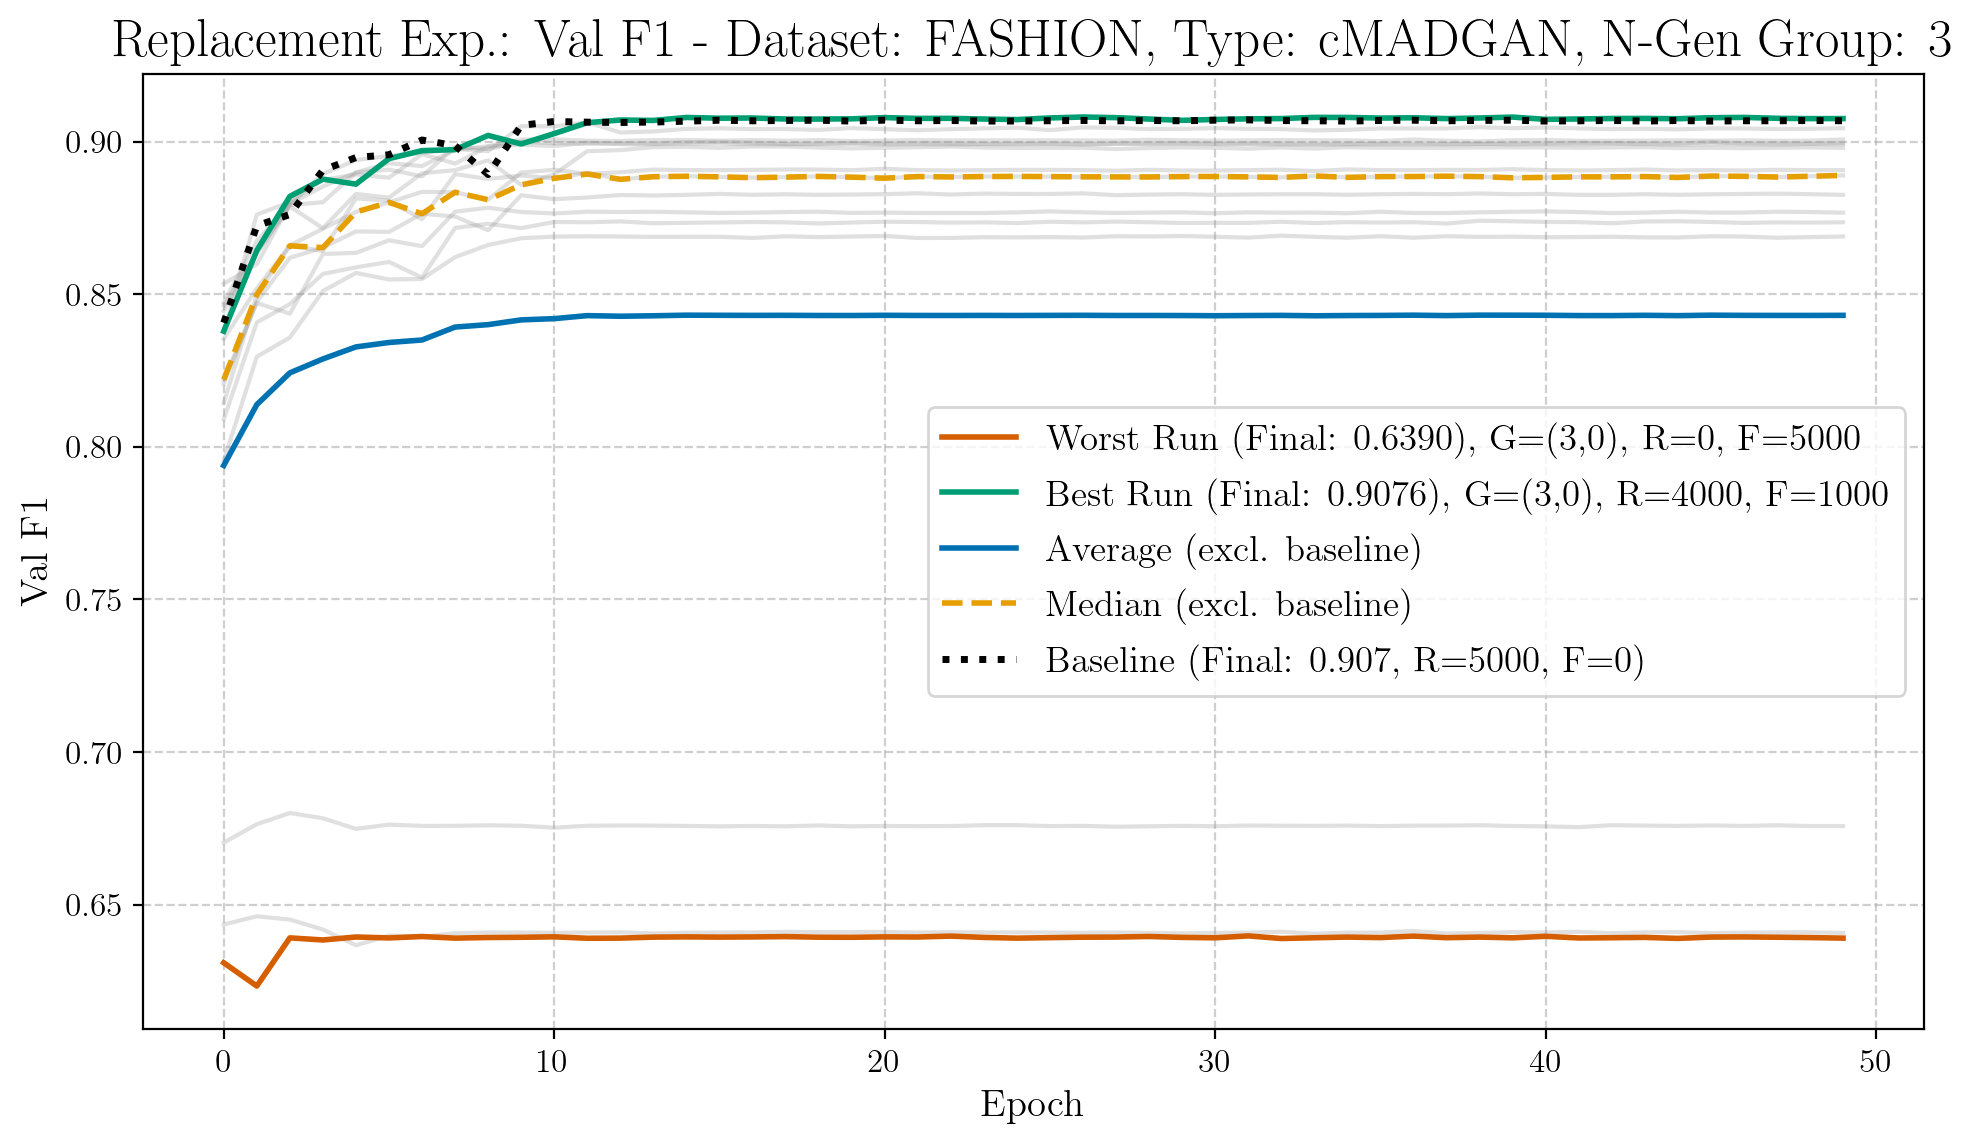 Replacement Exp.: Val F1 - Dataset: FASHION, Type: cMADGAN, N-Gen Group: 3
0.90
0.85
0.80
0.75
0.70
0.65
Val F1
Worst Run (Final: 0.6390), G=(3,0), R=0, F=5000
Best Run (Final: 0.9076), G=(3,0), R=4000, F=1000
Average (excl. baseline)
Median (excl. baseline)
Baseline (Final: 0.907, R=5000, F=0)
0 10 20 30 40 50
Epoch